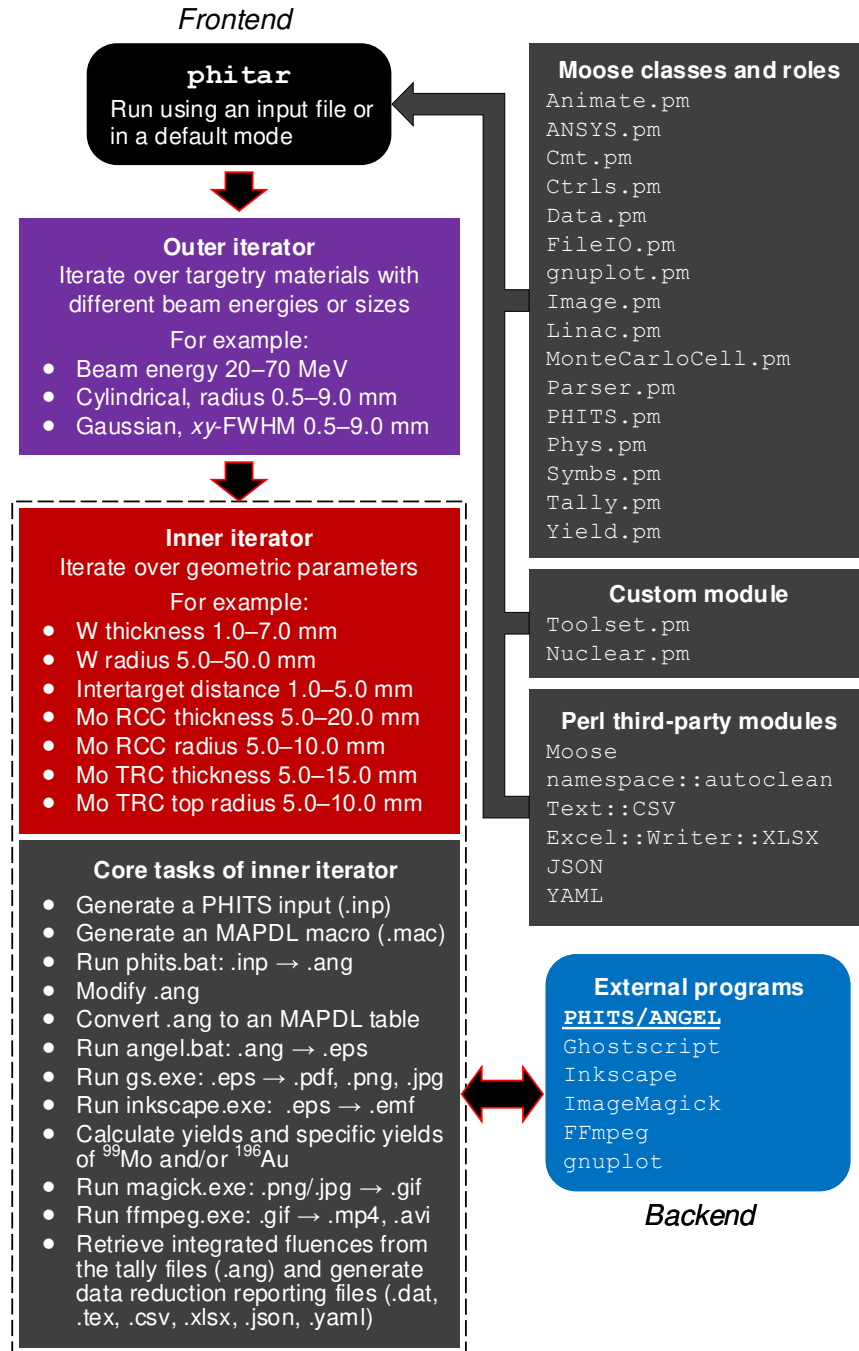 Frontend
phitar
Run using an input file or
in a default mode
Outer iterator
Iterate over targetry materials with
different beam energies or sizes
For example:
• Beam energy 20–70 MeV
• Cylindrical, radius 0.5–9.0 mm
• Gaussian, xy-FWHM 0.5–9.0 mm
Inner iterator
Iterate over geometric parameters
For example:
• W thickness 1.0–7.0 mm
• W radius 5.0–50.0 mm
• Intertarget distance 1.0–5.0 mm
• Mo RCC thickness 5.0–20.0 mm
• Mo RCC radius 5.0–10.0 mm
• Mo TRC thickness 5.0–15.0 mm
• Mo TRC top radius 5.0–10.0 mm
Core tasks of inner iterator
• Generate a PHITS input (.inp)
• Generate an MAPDL macro (.mac)
• Run phits.bat: .inp → .ang
• Modify .ang
• Convert .ang to an MAPDL table
• Run angel.bat: .ang → .eps
• Run gs.exe: .eps → .pdf, .png, .jpg
• Run inkscape.exe: .eps → .emf
• Calculate yields and specific yields
of ⁹⁹Mo and/or ¹⁹⁶Au
• Run magick.exe: .png/.jpg → .gif
• Run ffmpeg.exe: .gif → .mp4, .avi
• Retrieve integrated fluences from
the tally files (.ang) and generate
data reduction reporting files (.dat,
.tex, .csv, .xlsx, .json, .yaml)
Moose classes and roles
Animate.pm
ANSYS.pm
Cmt.pm
Ctrls.pm
Data.pm
FileIO.pm
gnuplot.pm
Image.pm
Linac.pm
MonteCarloCell.pm
Parser.pm
PHITS.pm
Phys.pm
Symbs.pm
Tally.pm
Yield.pm
Custom module
Toolset.pm
Nuclear.pm
Perl third-party modules
Moose
namespace::autoclean
Text::CSV
Excel::Writer::XLSX
JSON
YAML
External programs
PHITS/ANGEL
Ghostscript
Inkscape
ImageMagick
FFmpeg
gnuplot
Backend